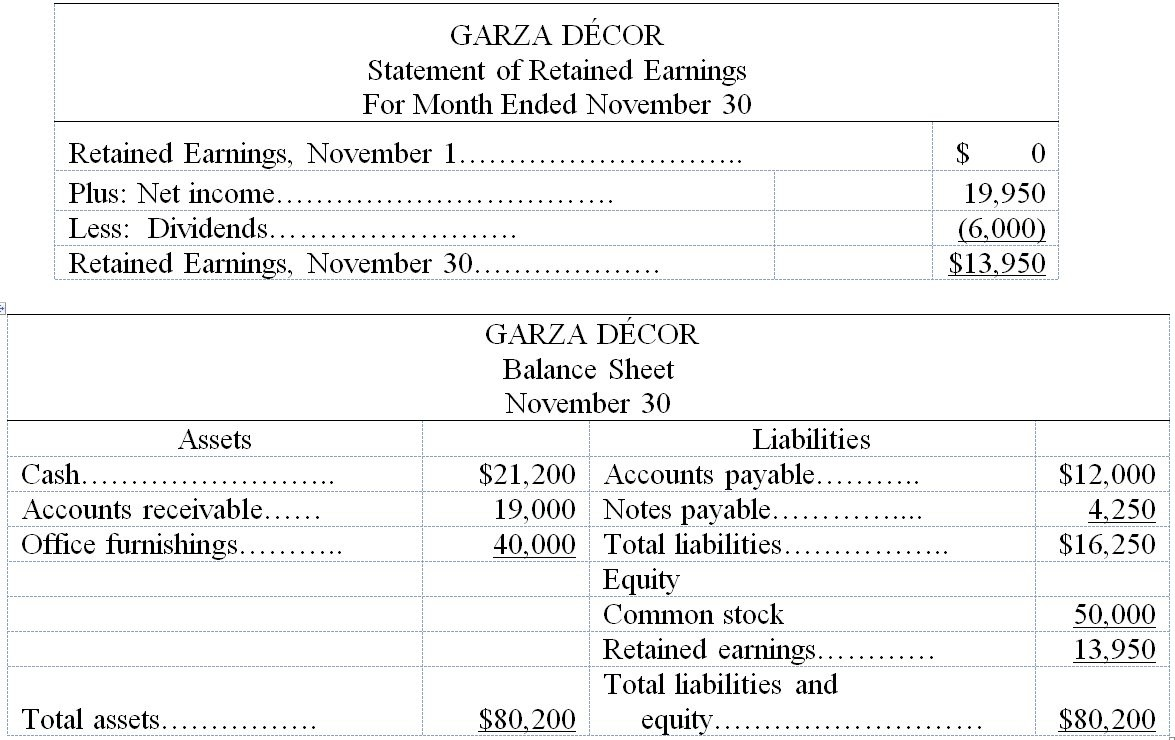 GARZA DÉCOR
Statement of Retained Earnings
For Month Ended November 30
Retained Earnings, November 1………………………. $ 0
Plus: Net income……………………………. 19,950
Less: Dividends……………………. (6,000)
Retained Earnings, November 30………………. $13,950
GARZA DÉCOR
Balance Sheet
November 30
Assets Liabilities
Cash…………………….. $21,200 Accounts payable……….. $12,000
Accounts receivable…… 19,000 Notes payable………….... 4,250
Office furnishings……….. 40,000 Total liabilities…………….. $16,250
Equity
Common stock 50,000
Retained earnings………… 13,950
Total liabilities and
Total assets……………. $80,200 equity……………………… $80,200